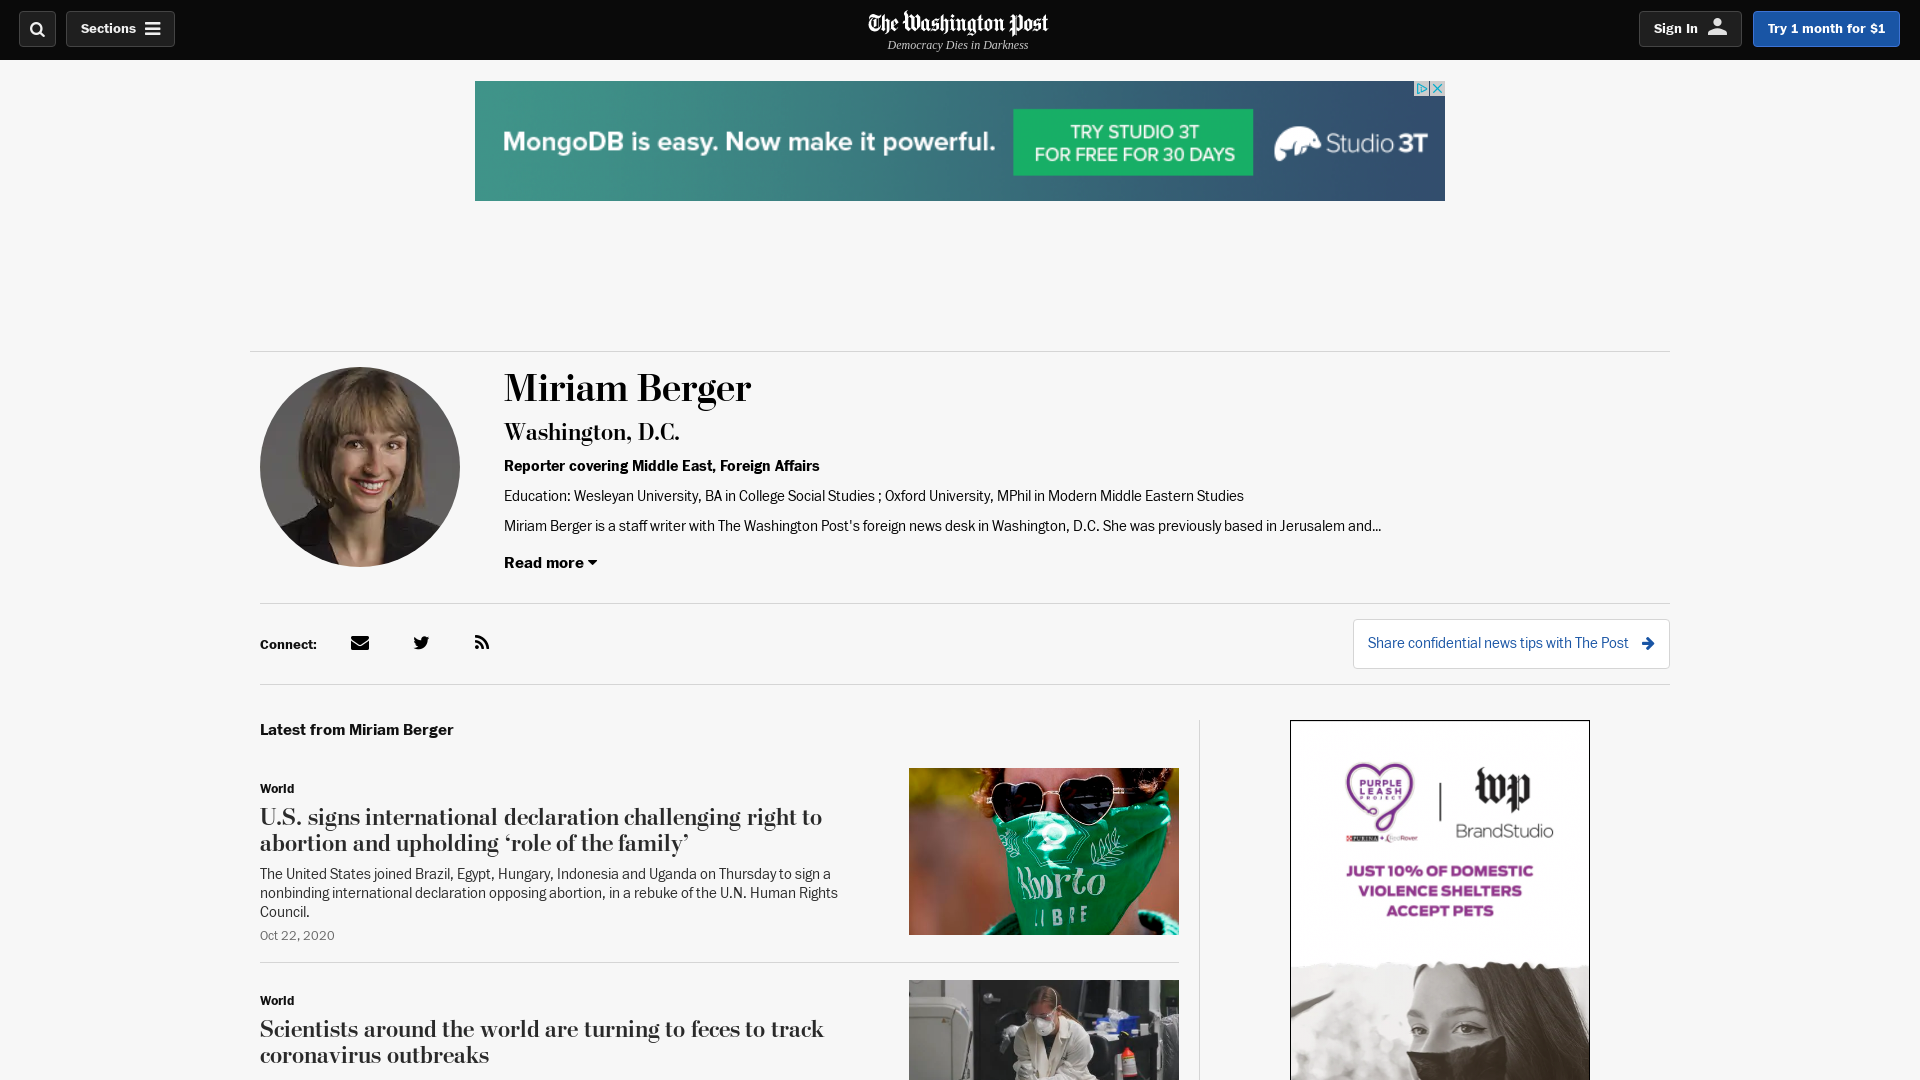 Sections
The Washington Post
Democracy Dies in Darkness
Sign In
Try 1 month for $1
MongoDB is easy. Now make it powerful.
TRY STUDIO 3T
FOR FREE FOR 30 DAYS
Studio 3T
Miriam Berger
Washington, D.C.
Reporter covering Middle East, Foreign Affairs
Education: Wesleyan University, BA in College Social Studies ; Oxford University, MPhil in Modern Middle Eastern Studies
Miriam Berger is a staff writer with The Washington Post's foreign news desk in Washington, D.C. She was previously based in Jerusalem and...
Read more
Connect:
Share confidential news tips with The Post
Latest from Miriam Berger
World
U.S. signs international declaration challenging right to
abortion and upholding ‘role of the family’
The United States joined Brazil, Egypt, Hungary, Indonesia and Uganda on Thursday to sign a
nonbinding international declaration opposing abortion, in a rebuke of the U.N. Human Rights
Council.
Oct 22, 2020
Aborto
LIBRE
World
Scientists around the world are turning to feces to track
coronavirus outbreaks
PURPLE
LEASH
PROJECT
PURINA + RedRover
wp
BrandStudio
JUST 10% OF DOMESTIC
VIOLENCE SHELTERS
ACCEPT PETS